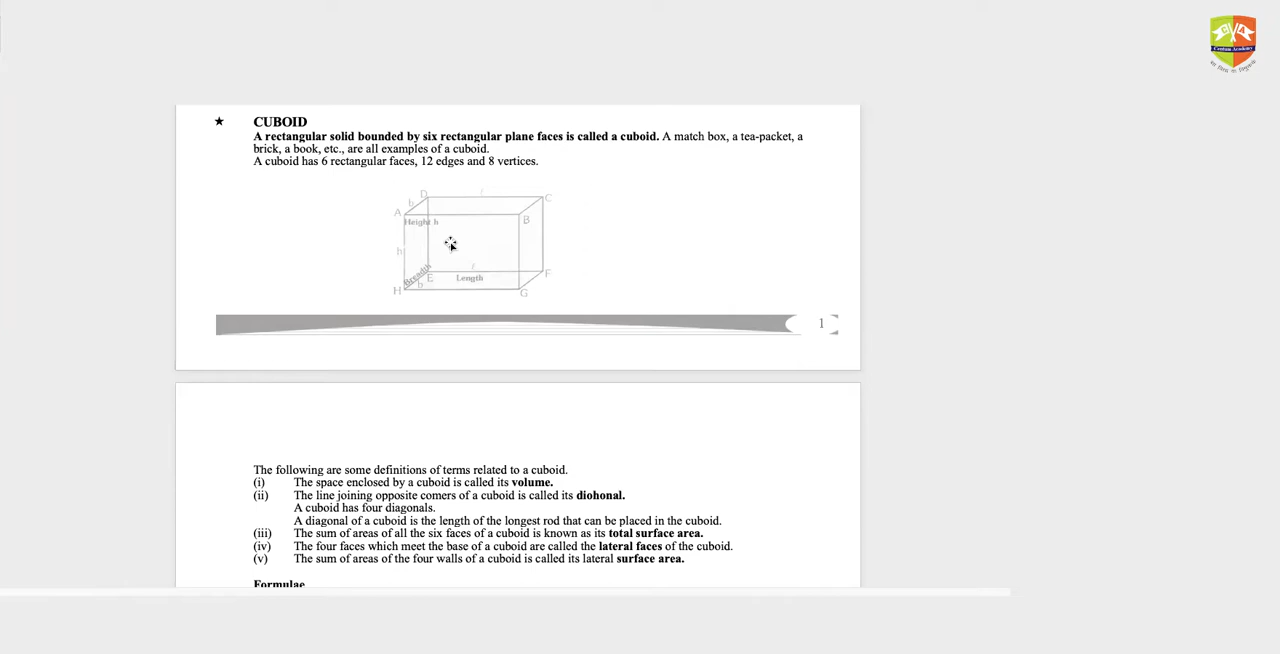 Centum Academy
★ CUBOID
A rectangular solid bounded by six rectangular plane faces is called a cuboid. A match box, a tea-packet, a
brick, a book, etc., are all examples of a cuboid.
A cuboid has 6 rectangular faces, 12 edges and 8 vertices.
D l C
b
A B
Height h
h
Breadth
E l F
b Length
H G
1
The following are some definitions of terms related to a cuboid.
(i) The space enclosed by a cuboid is called its volume.
(ii) The line joining opposite comers of a cuboid is called its diohonal.
A cuboid has four diagonals.
A diagonal of a cuboid is the length of the longest rod that can be placed in the cuboid.
(iii) The sum of areas of all the six faces of a cuboid is known as its total surface area.
(iv) The four faces which meet the base of a cuboid are called the lateral faces of the cuboid.
(v) The sum of areas of the four walls of a cuboid is called its lateral surface area.
Formulae